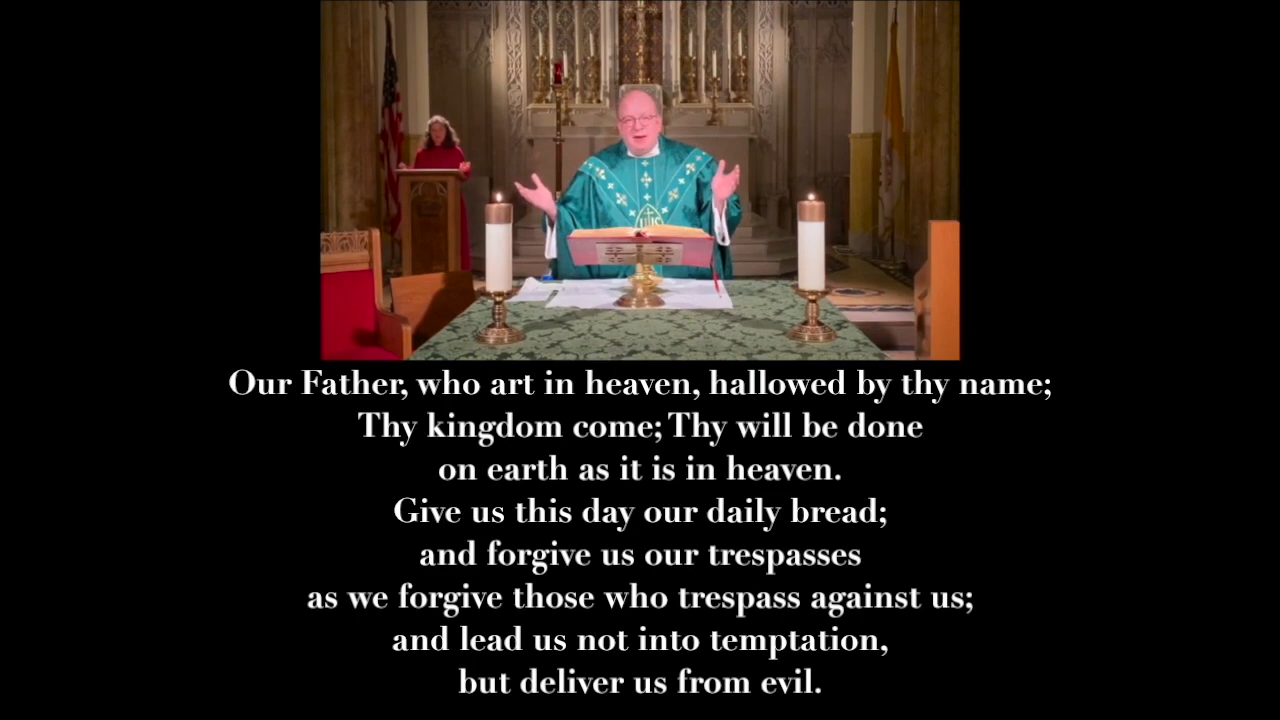 Our Father, who art in heaven, hallowed by thy name;
Thy kingdom come; Thy will be done
on earth as it is in heaven.
Give us this day our daily bread;
and forgive us our trespasses
as we forgive those who trespass against us;
and lead us not into temptation,
but deliver us from evil.